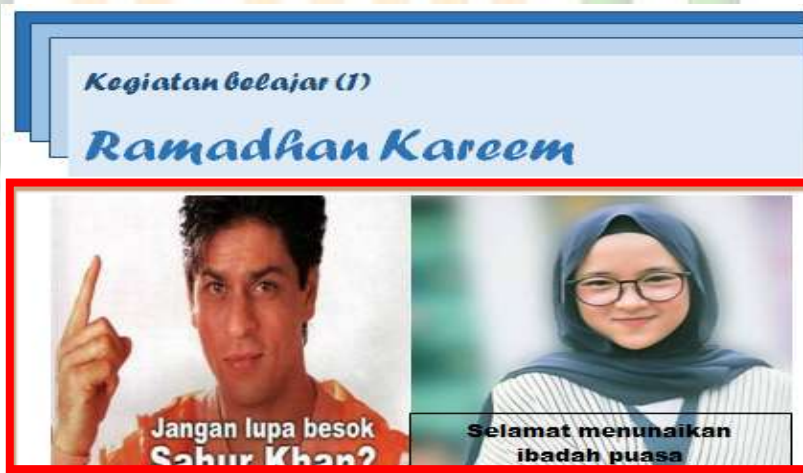 Kegiatan belajar (1)
Ramadhan Kareem
Jangan lupa besok
Sahur Khan?
Selamat menunaikan
ibadah puasa